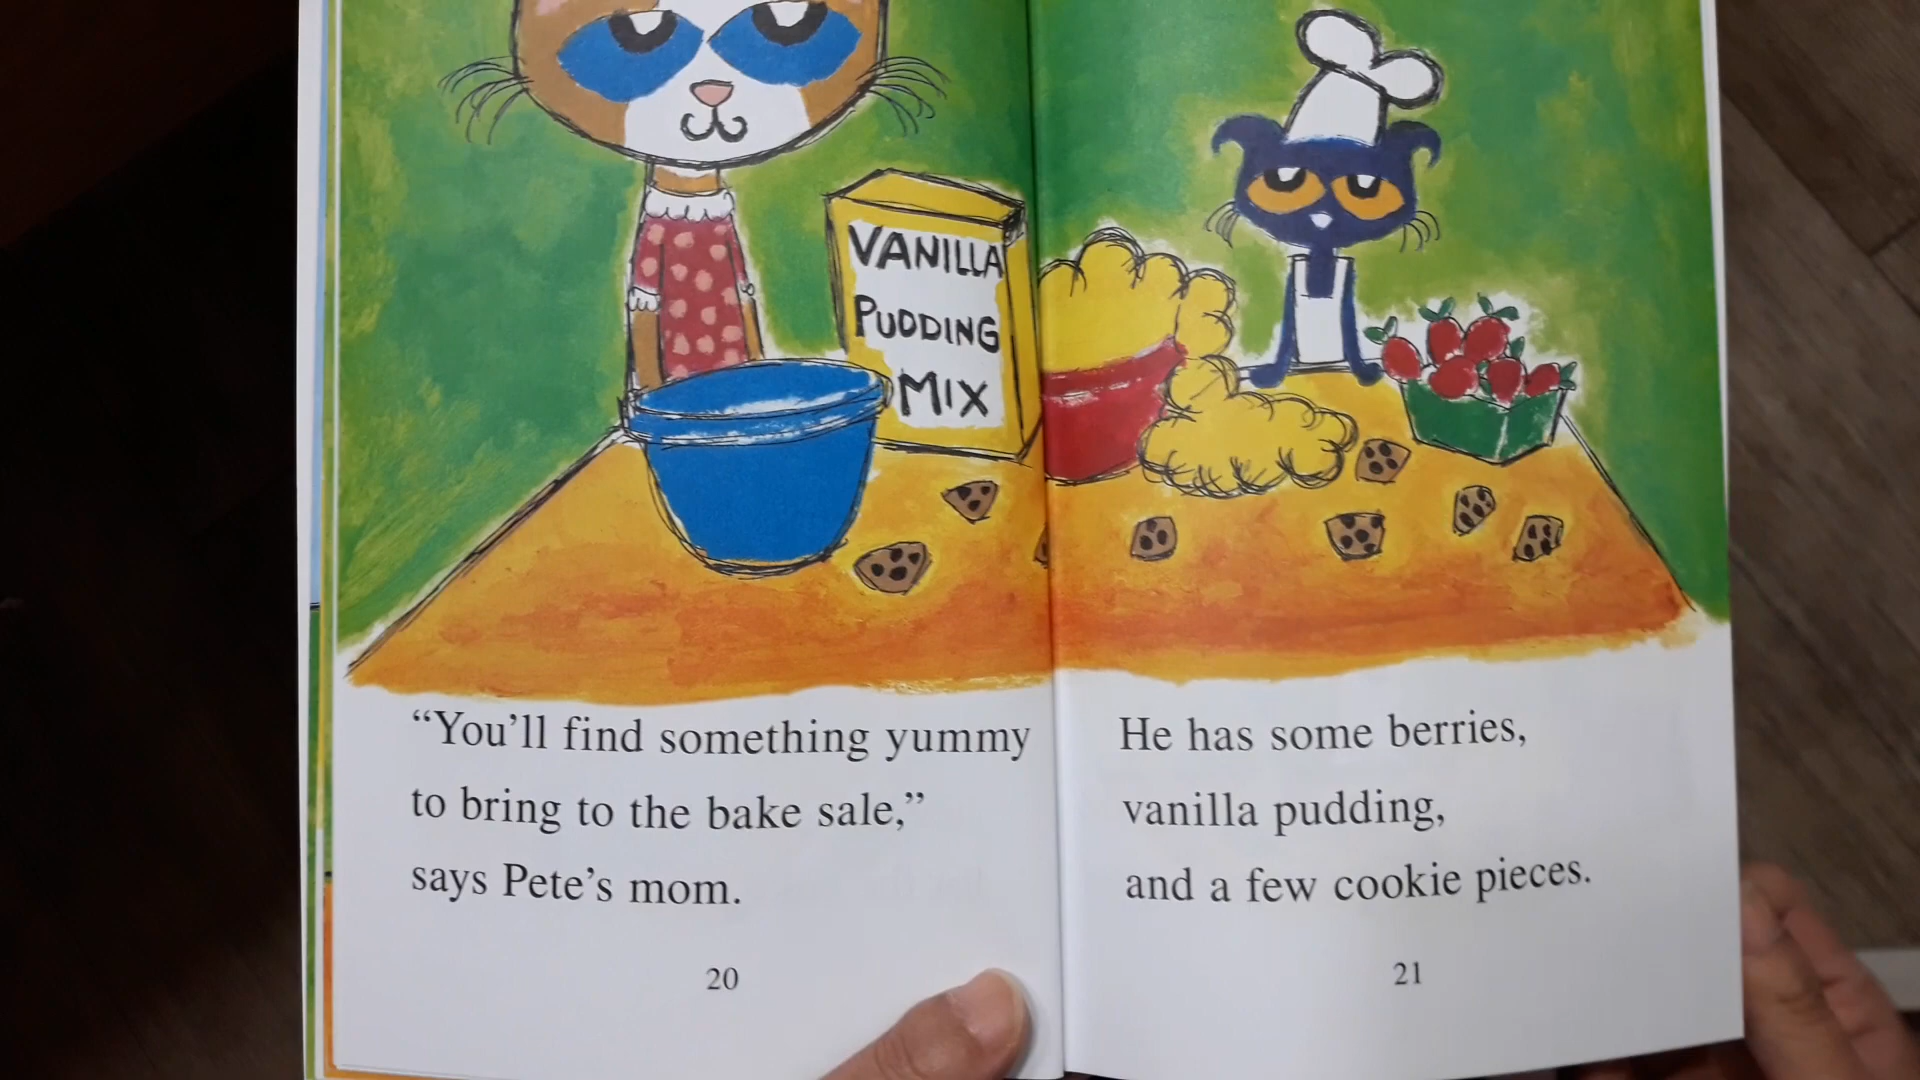 VANILLA
PUDDING
MIX
“You’ll find something yummy
to bring to the bake sale,”
says Pete’s mom.
20
He has some berries,
vanilla pudding,
and a few cookie pieces.
21